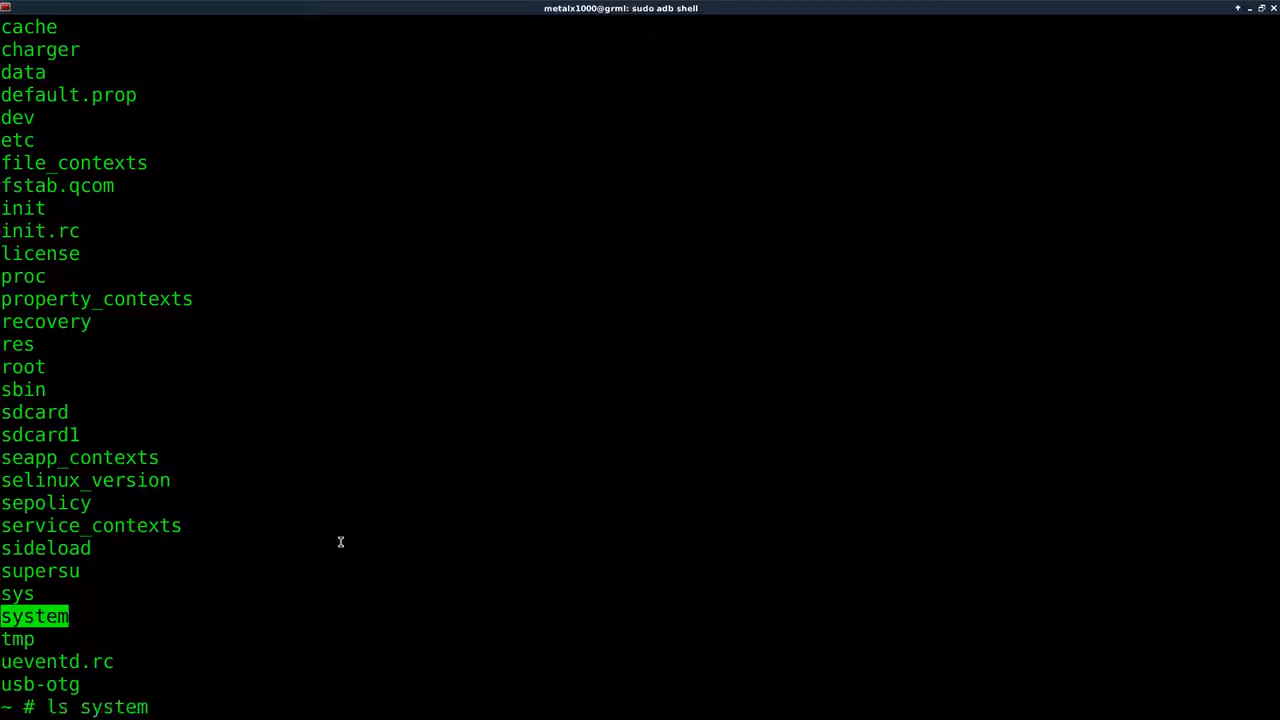 metalx1000@grml: sudo adb shell
cache
charger
data
default.prop
dev
etc
file_contexts
fstab.qcom
init
init.rc
license
proc
property_contexts
recovery
res
root
sbin
sdcard
sdcard1
seapp_contexts
selinux_version
sepolicy
service_contexts
sideload
supersu
sys
system
tmp
ueventd.rc
usb-otg
~ # ls system